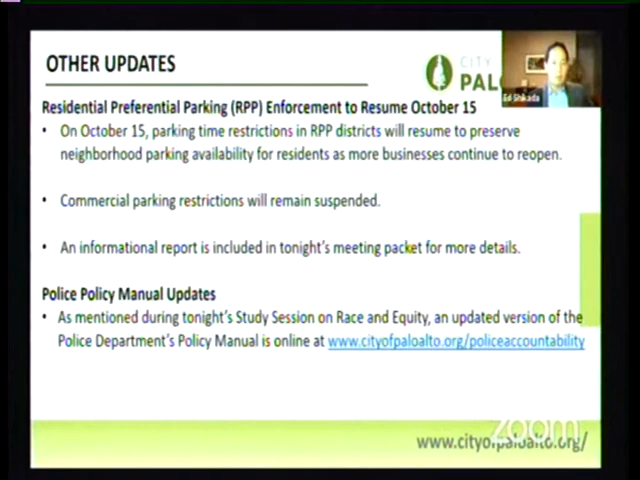 OTHER UPDATES
CITY
PALO
Ed Shikada
Residential Preferential Parking (RPP) Enforcement to Resume October 15
• On October 15, parking time restrictions in RPP districts will resume to preserve
neighborhood parking availability for residents as more businesses continue to reopen.
• Commercial parking restrictions will remain suspended.
• An informational report is included in tonight's meeting packet for more details.
Police Policy Manual Updates
• As mentioned during tonight's Study Session on Race and Equity, an updated version of the
Police Department's Policy Manual is online at www.cityofpaloalto.org/policeaccountability
zoom
www.cityofpaloalto.org/